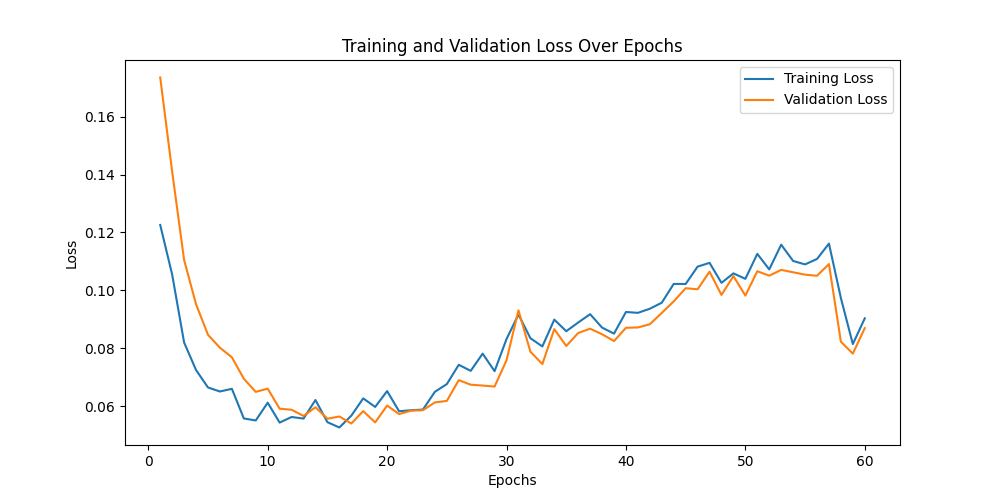 Training and Validation Loss Over Epochs
Training Loss
Validation Loss
0.16
0.14
0.12
0.10
0.08
0.06
Loss
0 10 20 30 40 50 60
Epochs